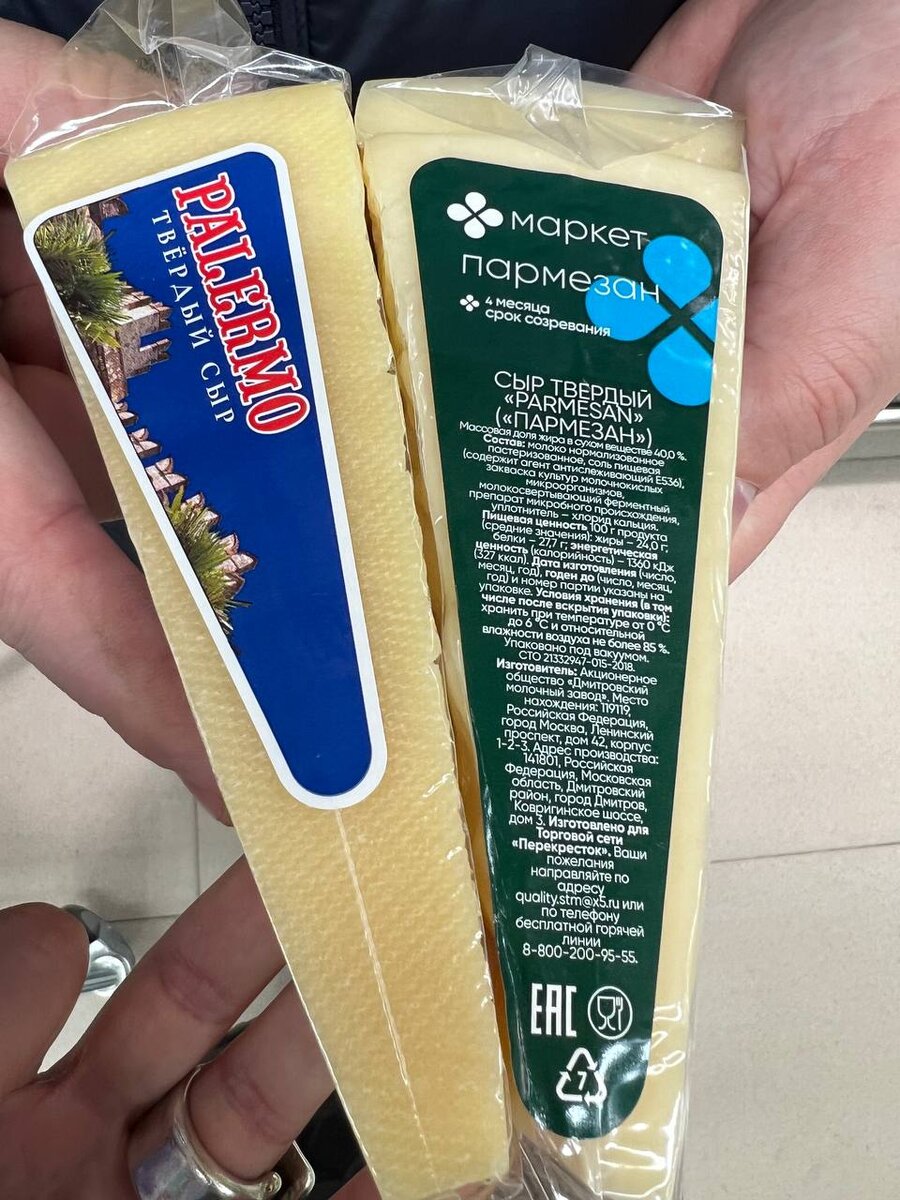 PALERMO
ТВЁРДЫЙ СЫР
маркет
пармезан
4 месяца
срок созревания
СЫР ТВЁРДЫЙ
«PARMESAN»
(«ПАРМЕЗАН»)
Массовая доля жира в сухом веществе 40,0 %.
Состав: молоко нормализованное
пастеризованное, соль пищевая
(содержит агент антислеживающий Е536),
закваска культур молочнокислых
микроорганизмов,
молокосвертывающий ферментный
препарат микробного происхождения,
уплотнитель – хлорид кальция.
Пищевая ценность 100 г продукта
(средние значения): жиры – 24,0 г;
белки – 27,7 г; энергетическая
ценность (калорийность) – 1360 кДж
(327 ккал). Дата изготовления (число,
месяц, год), годен до (число, месяц,
год) и номер партии указаны на
упаковке. Условия хранения (в том
числе после вскрытия упаковки):
хранить при температуре от 0 °С
до 6 °С и относительной
влажности воздуха не более 85 %.
Упаковано под вакуумом.
СТО 21332947-015-2018.
Изготовитель: Акционерное
общество «Дмитровский
молочный завод». Место
нахождения: 119119,
Российская Федерация,
город Москва, Ленинский
проспект, дом 42, корпус
1-2-3. Адрес производства:
141801, Российская
Федерация, Московская
область, Дмитровский
район, город Дмитров,
Ковригинское шоссе,
дом 3. Изготовлено для
Торговой сети
«Перекресток». Ваши
пожелания
направляйте по
адресу
quality.stm@x5.ru или
по телефону
бесплатной горячей
линии
8-800-200-95-55.
ЕАС
7